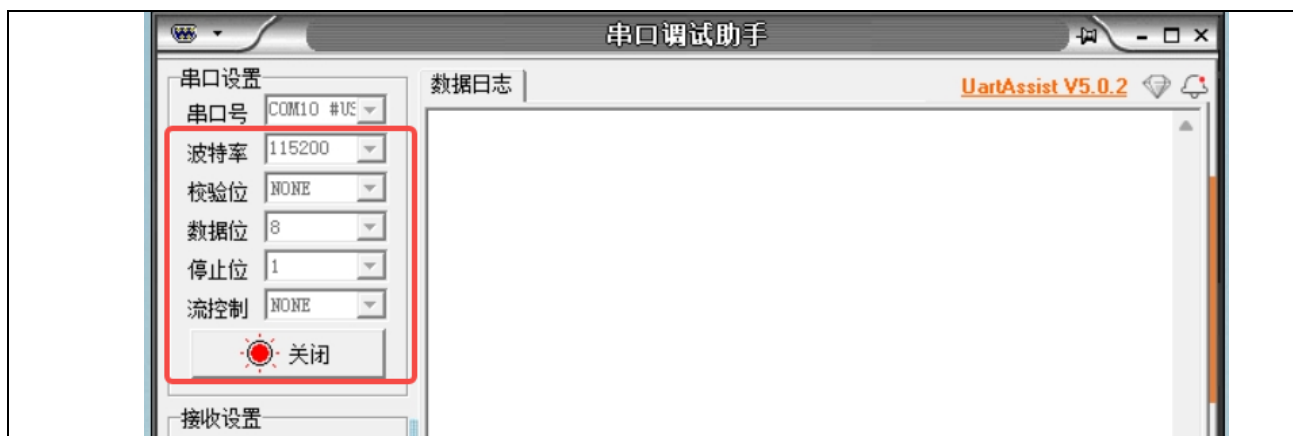 串口调试助手
串口设置
数据日志
UartAssist V5.0.2
串口号 COM10 #US
波特率 115200
校验位 NONE
数据位 8
停止位 1
流控制 NONE
关闭
接收设置